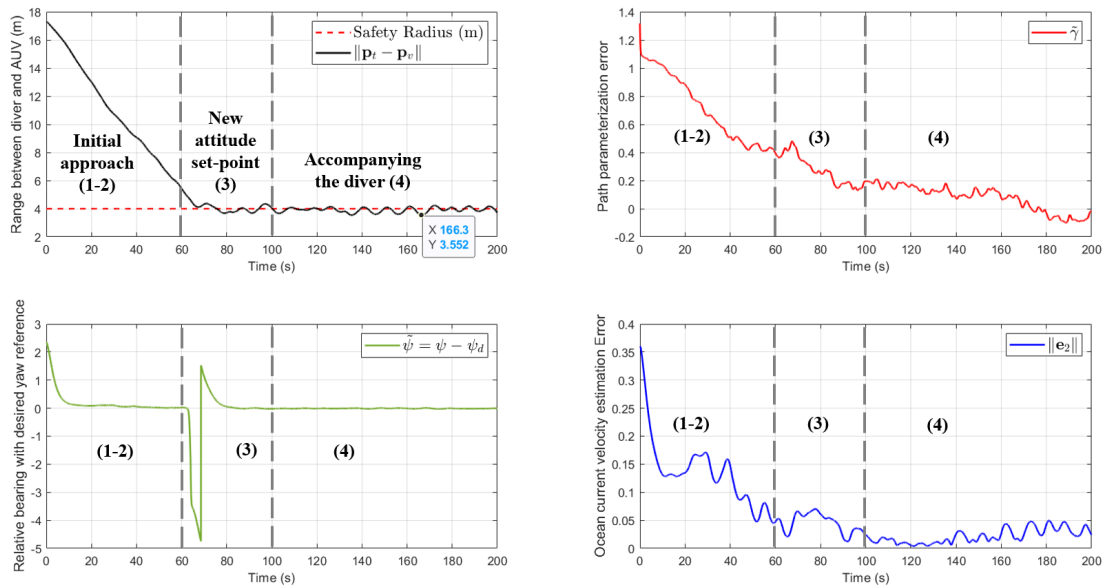 Range between diver and AUV (m)
18
16
14
12
10
8
6
4
2
Safety Radius (m)
‖p_t − p_v‖
Initial
approach
(1-2)
New
attitude
set-point
(3)
Accompanying
the diver (4)
X 166.3
Y 3.552
0 20 40 60 80 100 120 140 160 180 200
Time (s)
Path parameterization error
1.4
1.2
1
0.8
0.6
0.4
0.2
0
-0.2
γ̃
(1-2)
(3)
(4)
0 20 40 60 80 100 120 140 160 180 200
Time (s)
Relative bearing with desired yaw reference
3
2
1
0
-1
-2
-3
-4
-5
ψ̃ = ψ − ψ_d
(1-2)
(3)
(4)
0 20 40 60 80 100 120 140 160 180 200
Time (s)
Ocean current velocity estimation Error
0.4
0.35
0.3
0.25
0.2
0.15
0.1
0.05
0
‖e₂‖
(1-2)
(3)
(4)
0 20 40 60 80 100 120 140 160 180 200
Time (s)